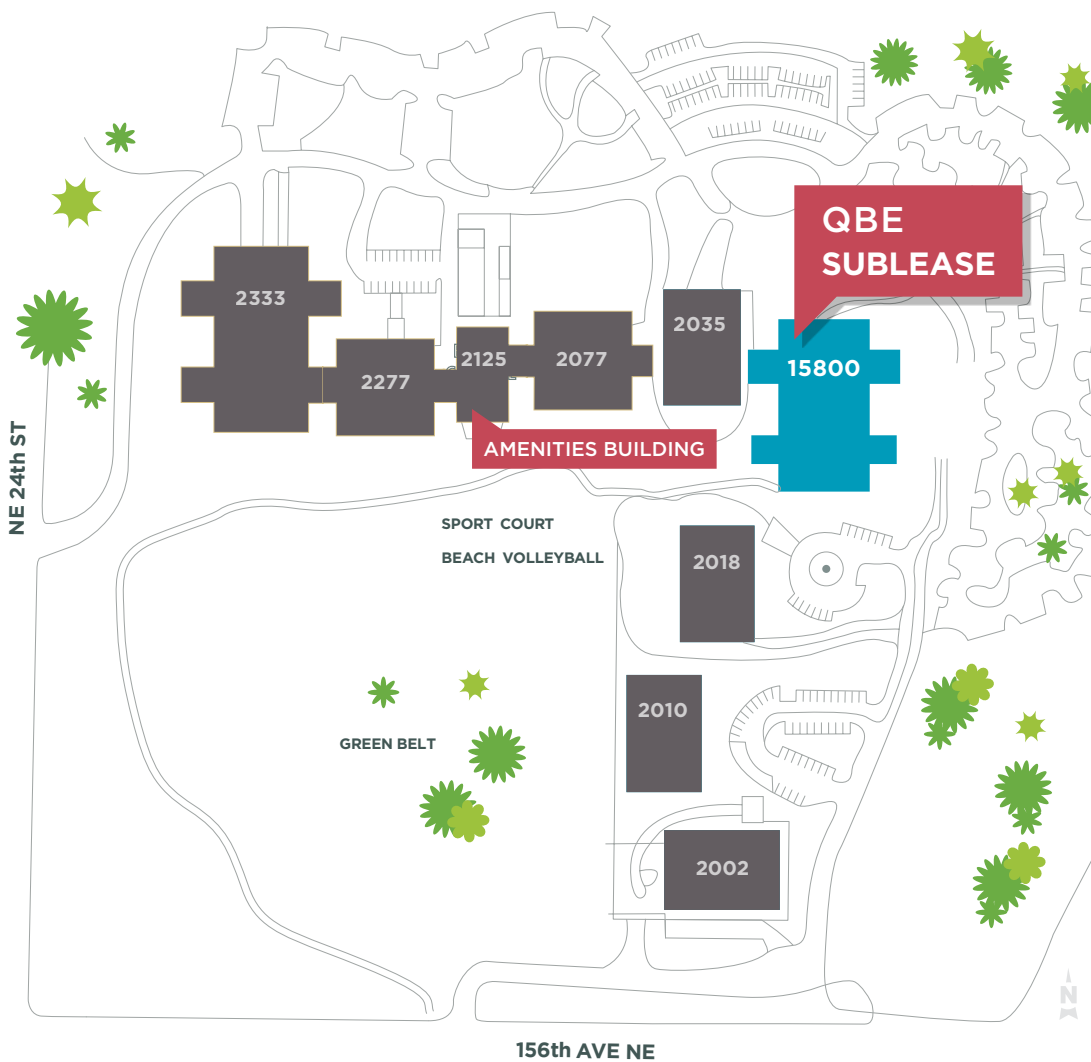 QBE
SUBLEASE
2333
2035
2125
2077
15800
2277
AMENITIES BUILDING
NE 24th ST
SPORT COURT
BEACH VOLLEYBALL
2018
2010
GREEN BELT
2002
N
156th AVE NE